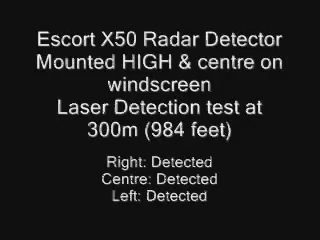 Escort X50 Radar Detector
Mounted HIGH & centre on
windscreen
Laser Detection test at
300m (984 feet)
Right: Detected
Centre: Detected
Left: Detected